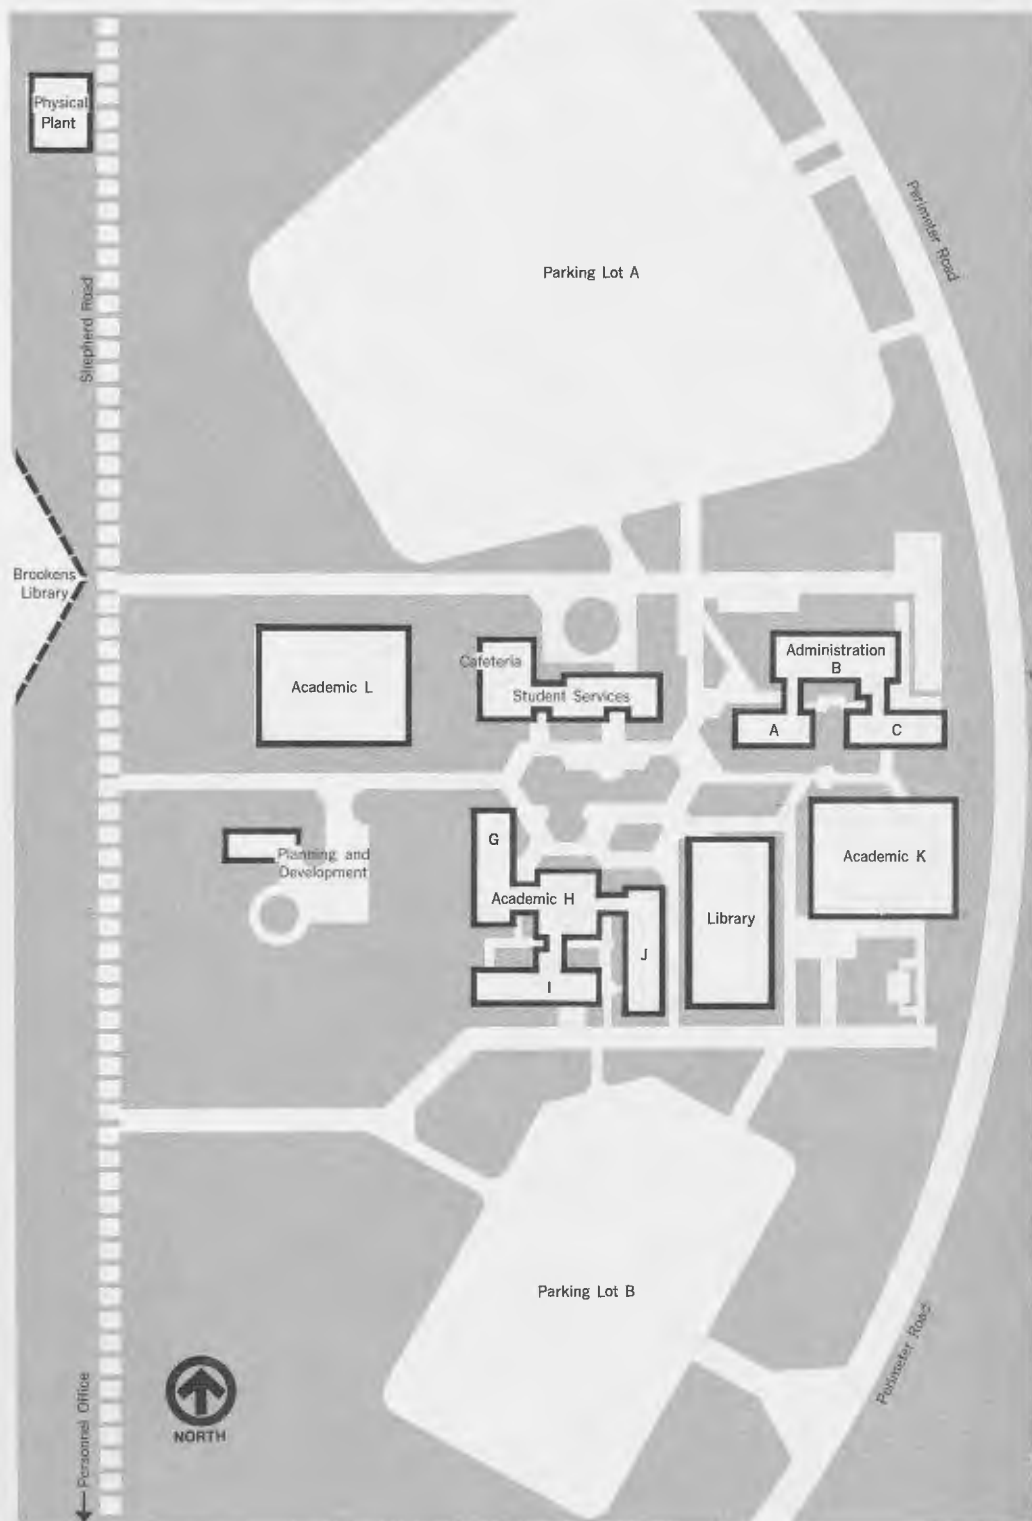 Physical
Plant
Perimeter Road
Parking Lot A
Shepherd Road
Brookens
Library
Administration
B
Cafeteria
Academic L
Student Services
A
C
G
Planning and
Development
Academic K
Academic H
Library
J
I
Parking Lot B
Perimeter Road
Personnel Office
NORTH